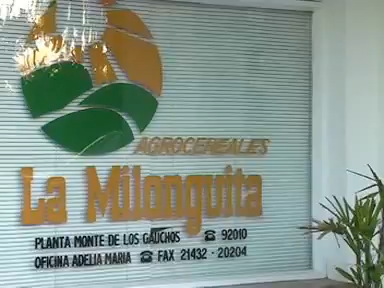 AGROCEREALES
La Milonguita
PLANTA MONTE DE LOS GAUCHOS ☎ 92010
OFICINA ADELIA MARIA ☎ FAX 21432 - 20204